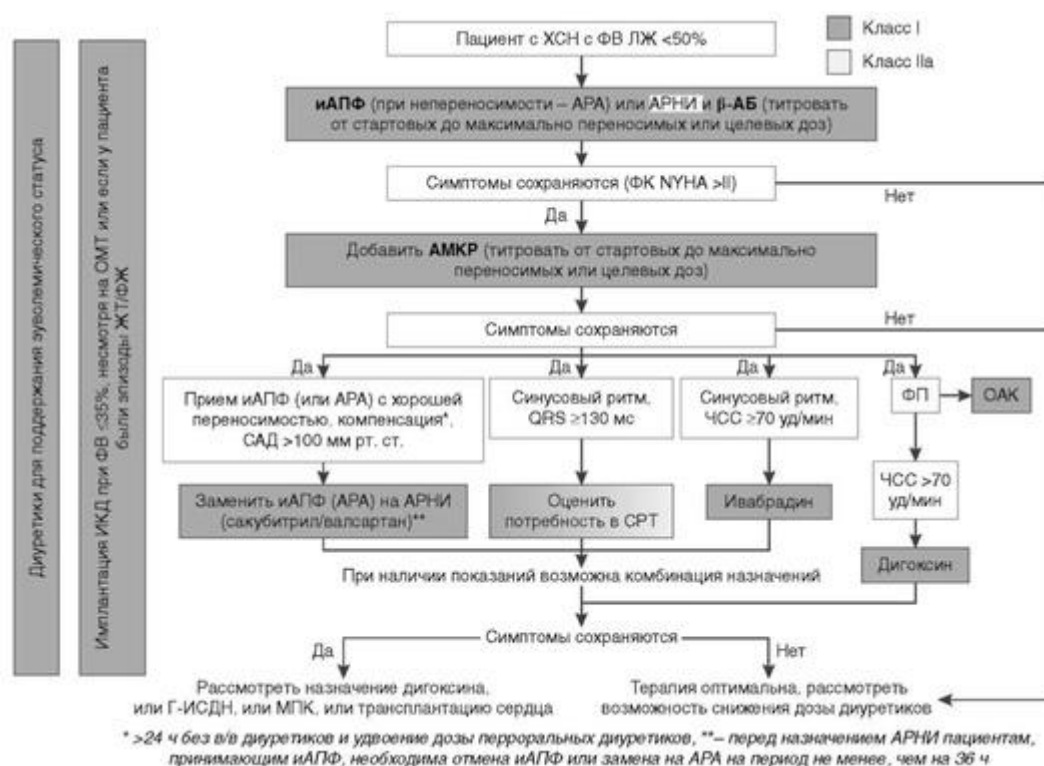 Диуретики для поддержания эуволемического статуса
Имплантация ИКД при ФВ ≤35%, несмотря на ОМТ или если у пациента
были эпизоды ЖТ/ФЖ
Пациент с ХСН с ФВ ЛЖ <50%
Класс I
Класс IIa
иАПФ (при непереносимости – АРА) или АРНИ и β-АБ (титровать
от стартовых до максимально переносимых или целевых доз)
Симптомы сохраняются (ФК NYHA >II)
Нет
Да
Добавить АМКР (титровать от стартовых до максимально
переносимых или целевых доз)
Симптомы сохраняются
Нет
Да
Да
Да
Да
Прием иАПФ (или АРА) с хорошей
переносимостью, компенсация*,
САД >100 мм рт. ст.
Синусовый ритм,
QRS ≥130 мс
Синусовый ритм,
ЧСС ≥70 уд/мин
ФП
ОАК
Заменить иАПФ (АРА) на АРНИ
(сакубитрил/валсартан)**
Оценить
потребность в СРТ
Ивабрадин
ЧСС >70
уд/мин
Дигоксин
При наличии показаний возможна комбинация назначений
Симптомы сохраняются
Да
Нет
Рассмотреть назначение дигоксина,
или Г-ИСДН, или МПК, или трансплантацию сердца
Терапия оптимальна, рассмотреть
возможность снижения дозы диуретиков
* >24 ч без в/в диуретиков и удвоение дозы перроральных диуретиков, **– перед назначением АРНИ пациентам,
принимающим иАПФ, необходима отмена иАПФ или замена на АРА на период не менее, чем на 36 ч